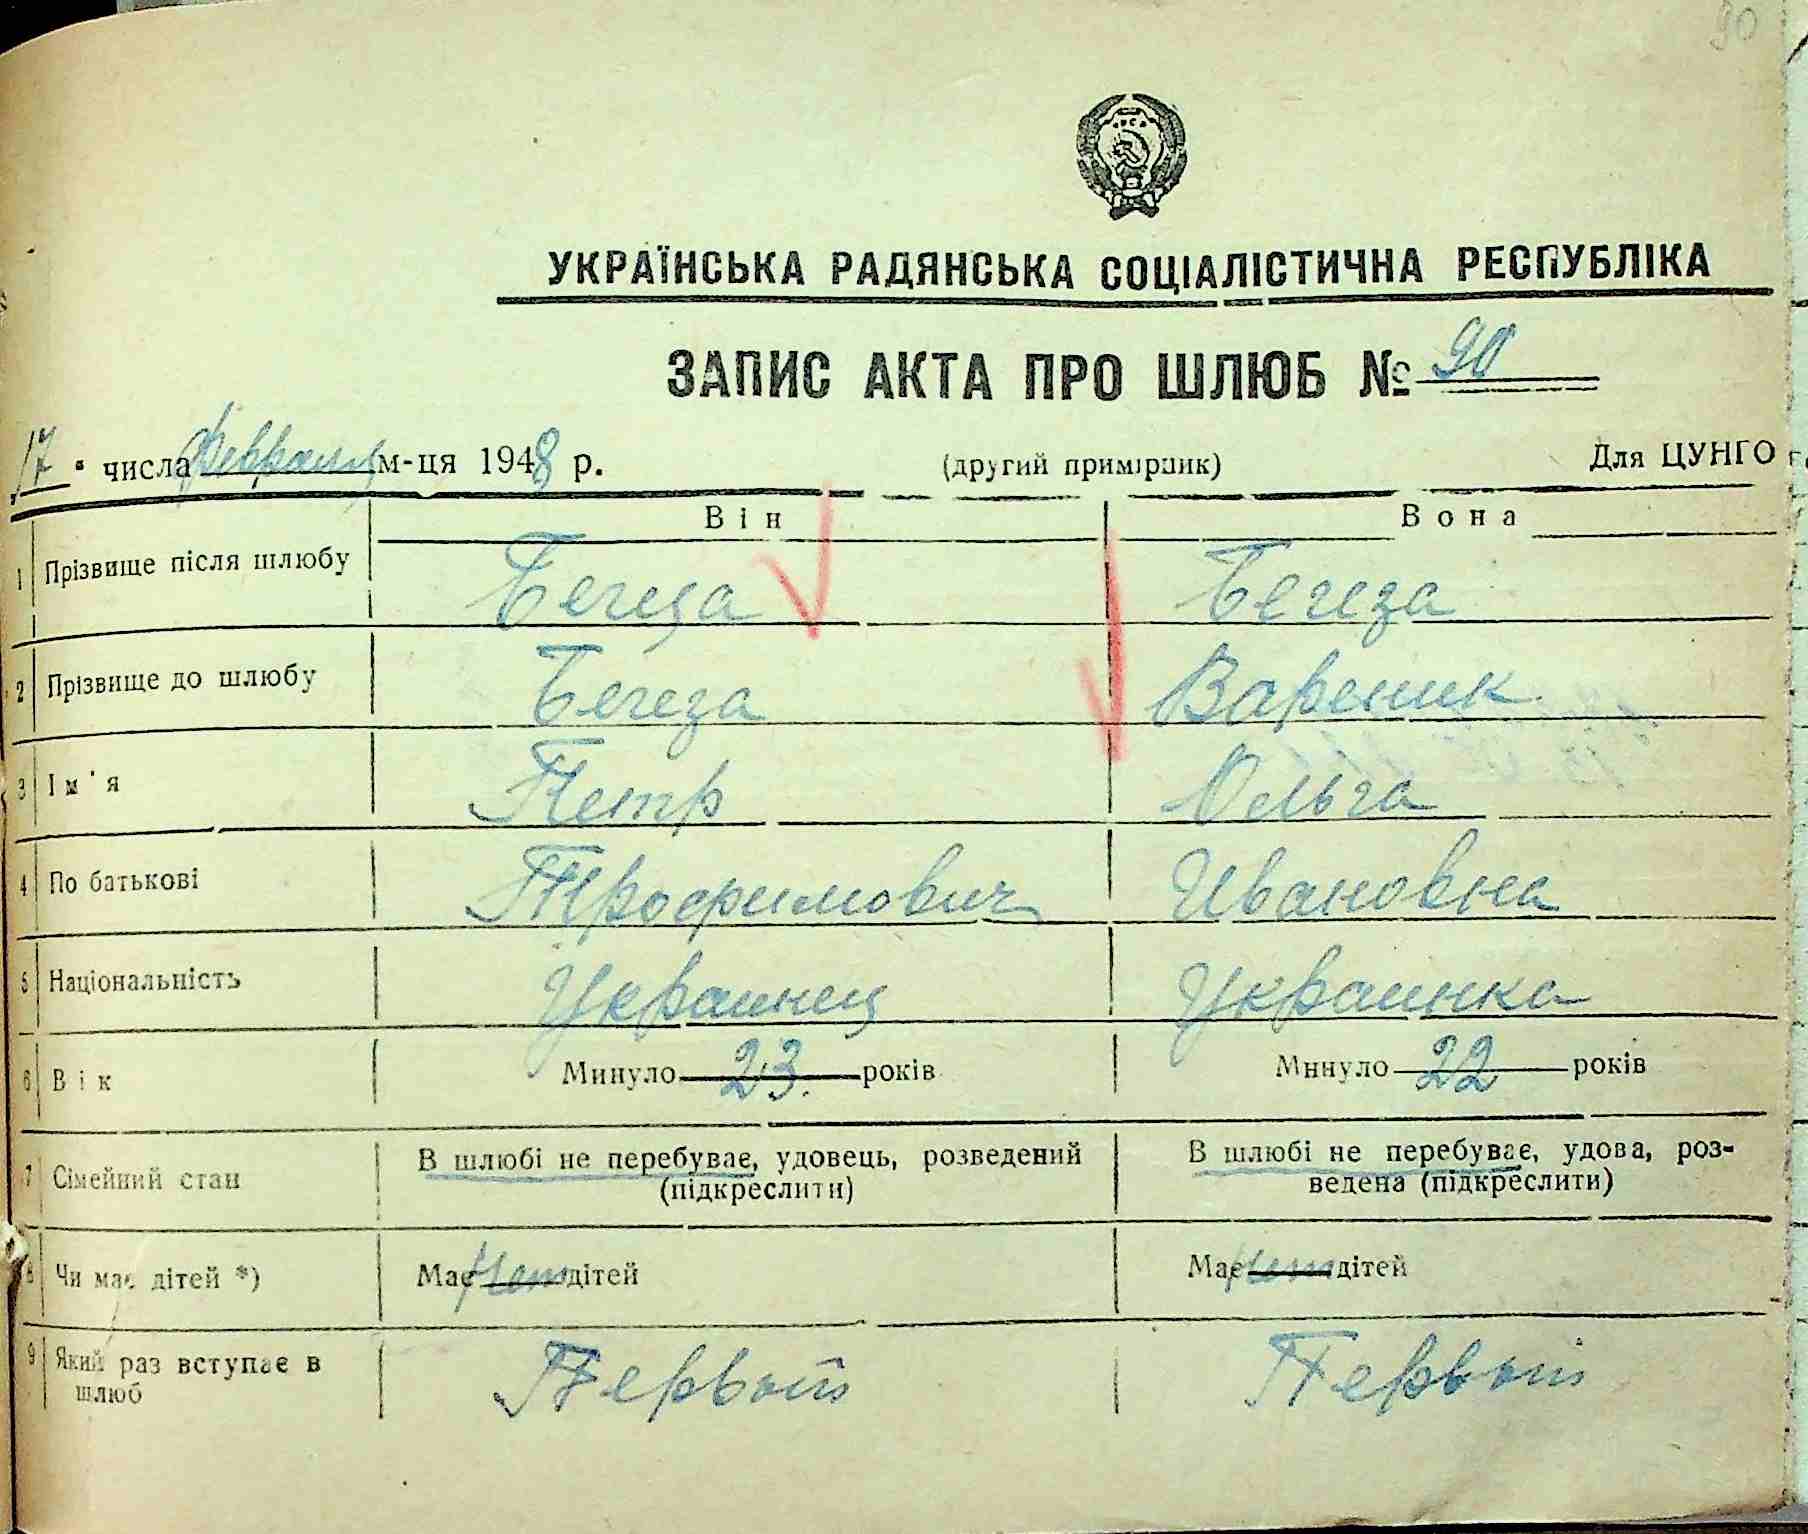 90
УКРАЇНСЬКА РАДЯНСЬКА СОЦІАЛІСТИЧНА РЕСПУБЛІКА
ЗАПИС АКТА ПРО ШЛЮБ № 90
17 " числа Февраля м-ця 1948 р. (другий примірник) Для ЦУНГО
Він Вона
1 Прізвище після шлюбу Бегеза Бегеза
2 Прізвище до шлюбу Бегеза Вареник
3 Ім'я Петр Ольга
4 По батькові Трофимович Ивановна
5 Національність Украинец Украинка
6 Вік Минуло 23 років Минуло 22 років
7 Сімейний стан В шлюбі не перебуває, удовець, розведений В шлюбі не перебуває, удова, роз-
(підкреслити) ведена (підкреслити)
8 Чи має дітей *) Має Нет дітей Має Нет дітей
9 Який раз вступає в Первый Первый
шлюб